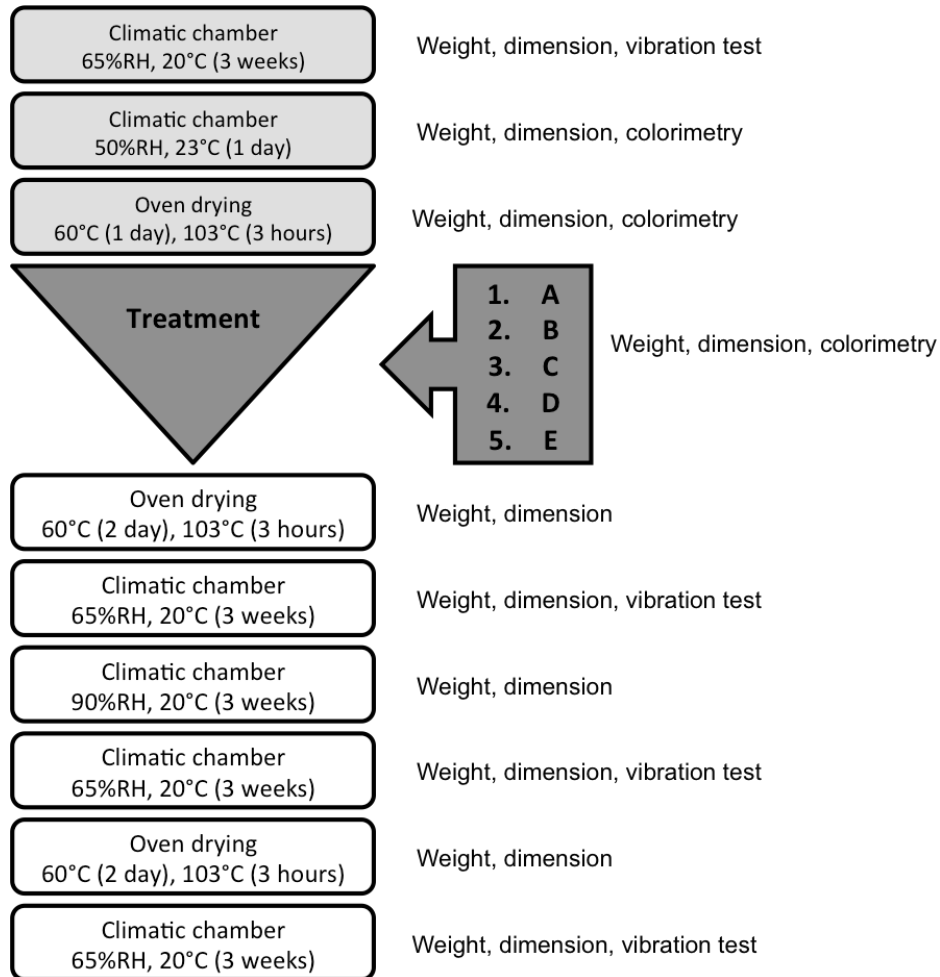 Climatic chamber
65%RH, 20°C (3 weeks)
Weight, dimension, vibration test
Climatic chamber
50%RH, 23°C (1 day)
Weight, dimension, colorimetry
Oven drying
60°C (1 day), 103°C (3 hours)
Weight, dimension, colorimetry
Treatment
1. A
2. B
3. C
4. D
5. E
Weight, dimension, colorimetry
Oven drying
60°C (2 day), 103°C (3 hours)
Weight, dimension
Climatic chamber
65%RH, 20°C (3 weeks)
Weight, dimension, vibration test
Climatic chamber
90%RH, 20°C (3 weeks)
Weight, dimension
Climatic chamber
65%RH, 20°C (3 weeks)
Weight, dimension, vibration test
Oven drying
60°C (2 day), 103°C (3 hours)
Weight, dimension
Climatic chamber
65%RH, 20°C (3 weeks)
Weight, dimension, vibration test